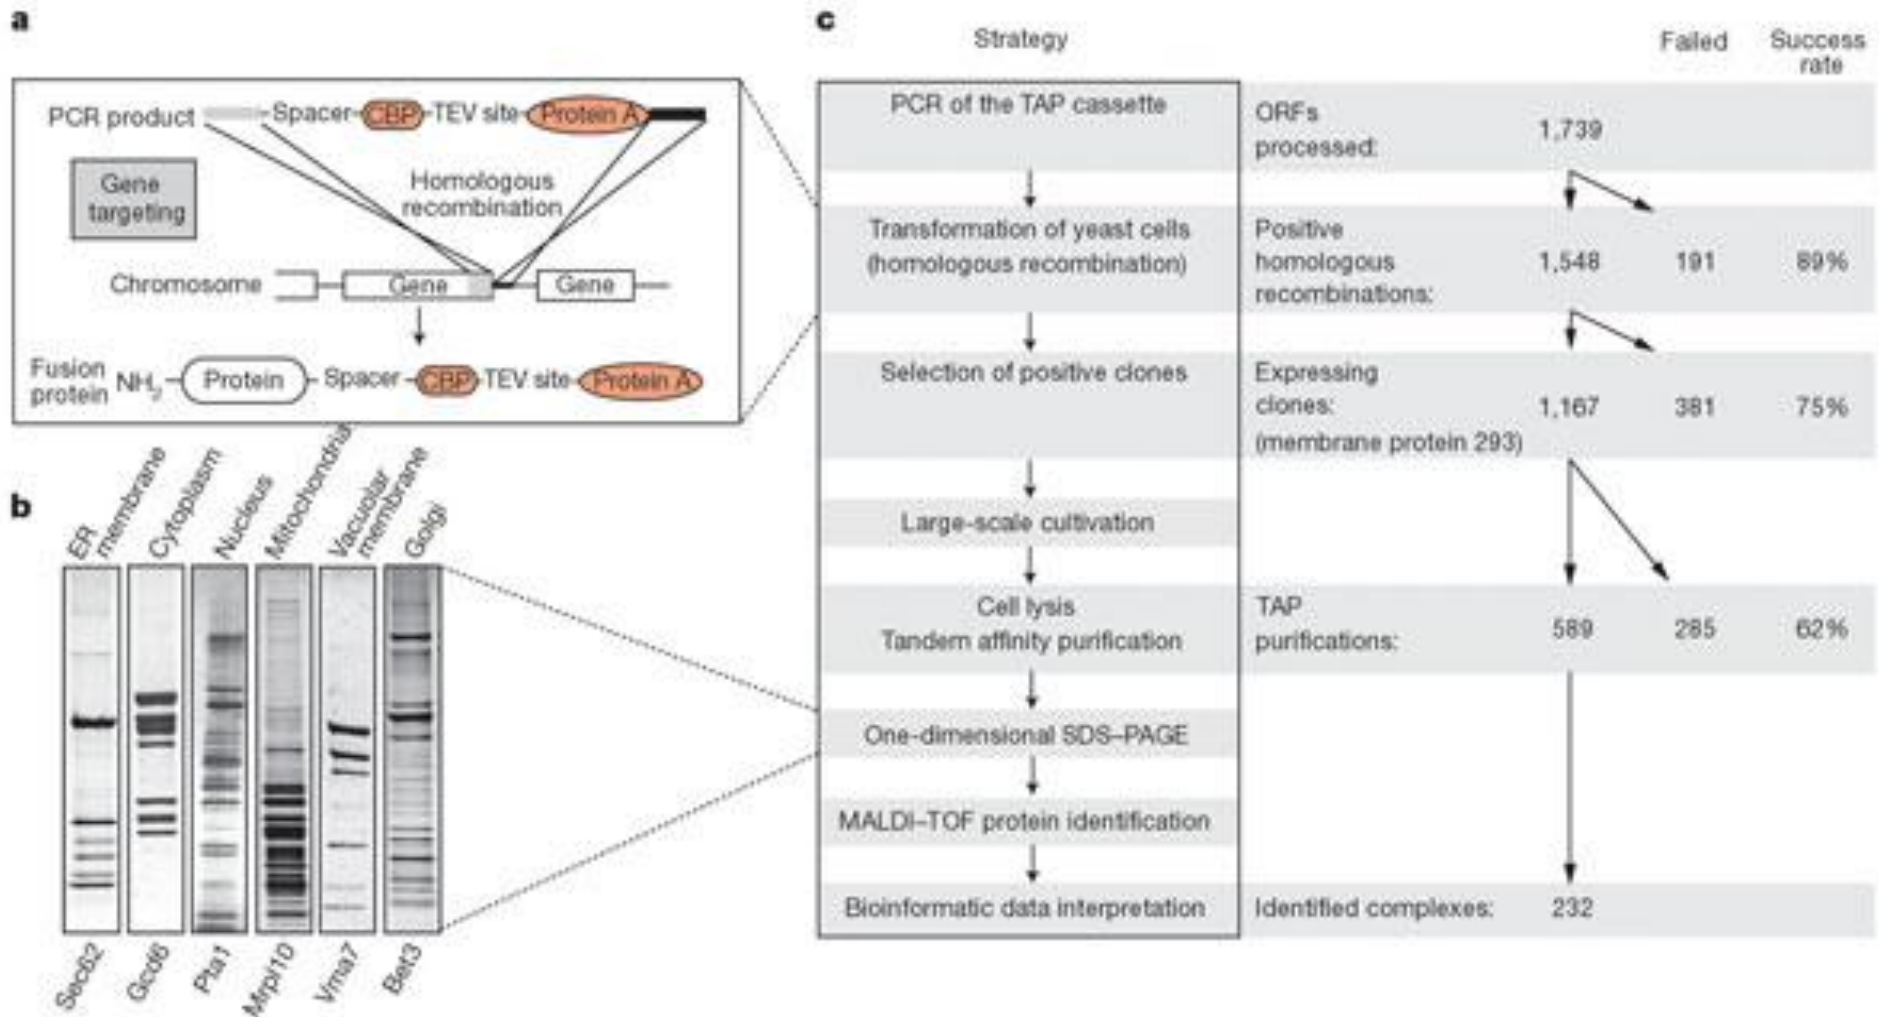 a
PCR product
Spacer
CBP
TEV site
Protein A
Gene
targeting
Homologous
recombination
Chromosome
Gene
Gene
Fusion
protein
NH2
Protein
Spacer
CBP
TEV site
Protein A
b
ER
membrane
Cytoplasm
Nucleus
Mitochondria
Vacuolar
membrane
Golgi
Sec62
Gcd6
Pta1
Mrpl10
Vma7
Bet3
c
Strategy
Failed
Success
rate
PCR of the TAP cassette
ORFs
processed:
1,739
Transformation of yeast cells
(homologous recombination)
Positive
homologous
recombinations:
1,548
191
89%
Selection of positive clones
Expressing
clones:
(membrane protein 293)
1,167
381
75%
Large-scale cultivation
Cell lysis
Tandem affinity purification
TAP
purifications:
589
285
62%
One-dimensional SDS–PAGE
MALDI–TOF protein identification
Bioinformatic data interpretation
Identified complexes:
232